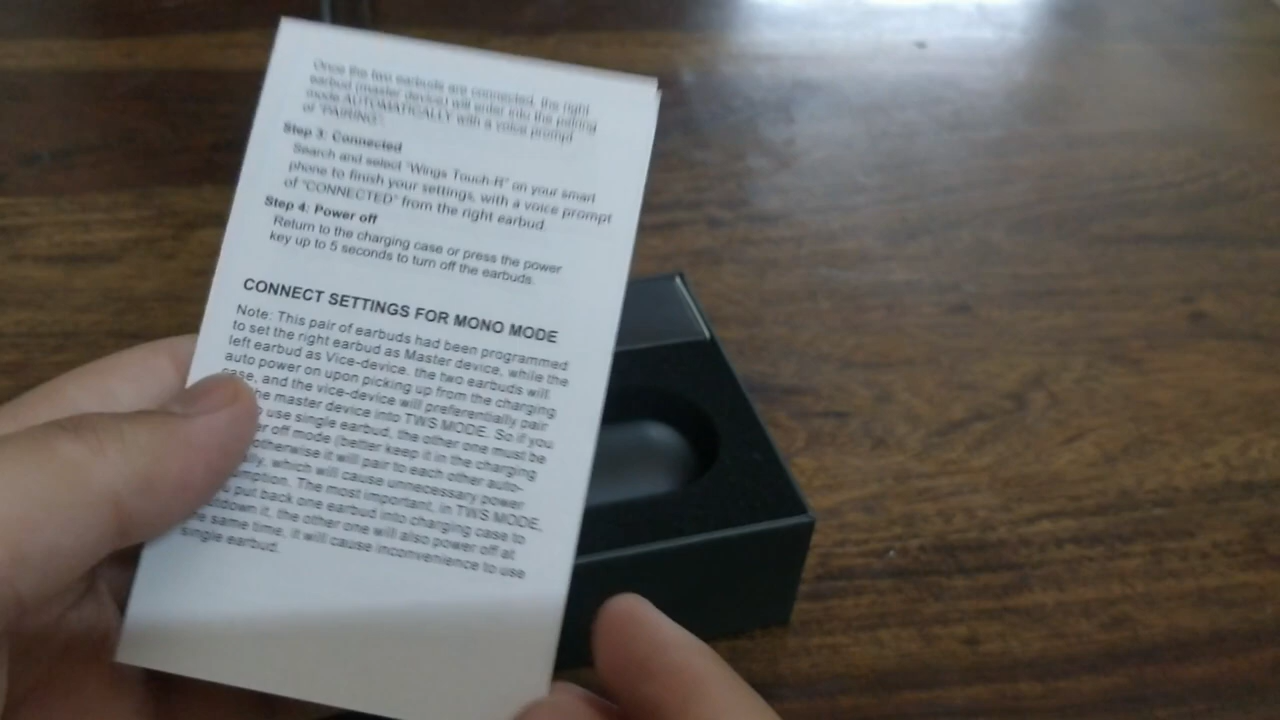 Once the two earbuds are connected, the right
earbud (master device) will enter into the pairing
mode AUTOMATICALLY with a voice prompt
of "PAIRING".
Step 3: Connected
Search and select "Wings Touch-R" on your smart
phone to finish your settings, with a voice prompt
of "CONNECTED" from the right earbud.
Step 4: Power off
Return to the charging case or press the power
key up to 5 seconds to turn off the earbuds.
CONNECT SETTINGS FOR MONO MODE
Note: This pair of earbuds had been programmed
to set the right earbud as Master device, while the
left earbud as Vice-device. the two earbuds will
auto power on upon picking up from the charging
case, and the vice-device will preferentially pair
he master device into TWS MODE. So if you
use single earbud, the other one must be
er off mode (better keep it in the charging
otherwise it will pair to each other auto-
y, which will cause unnecessary power
mption. The most important, in TWS MODE,
put back one earbud into charging case to
down it, the other one will also power off at
e same time, it will cause inconvenience to use
single earbud.